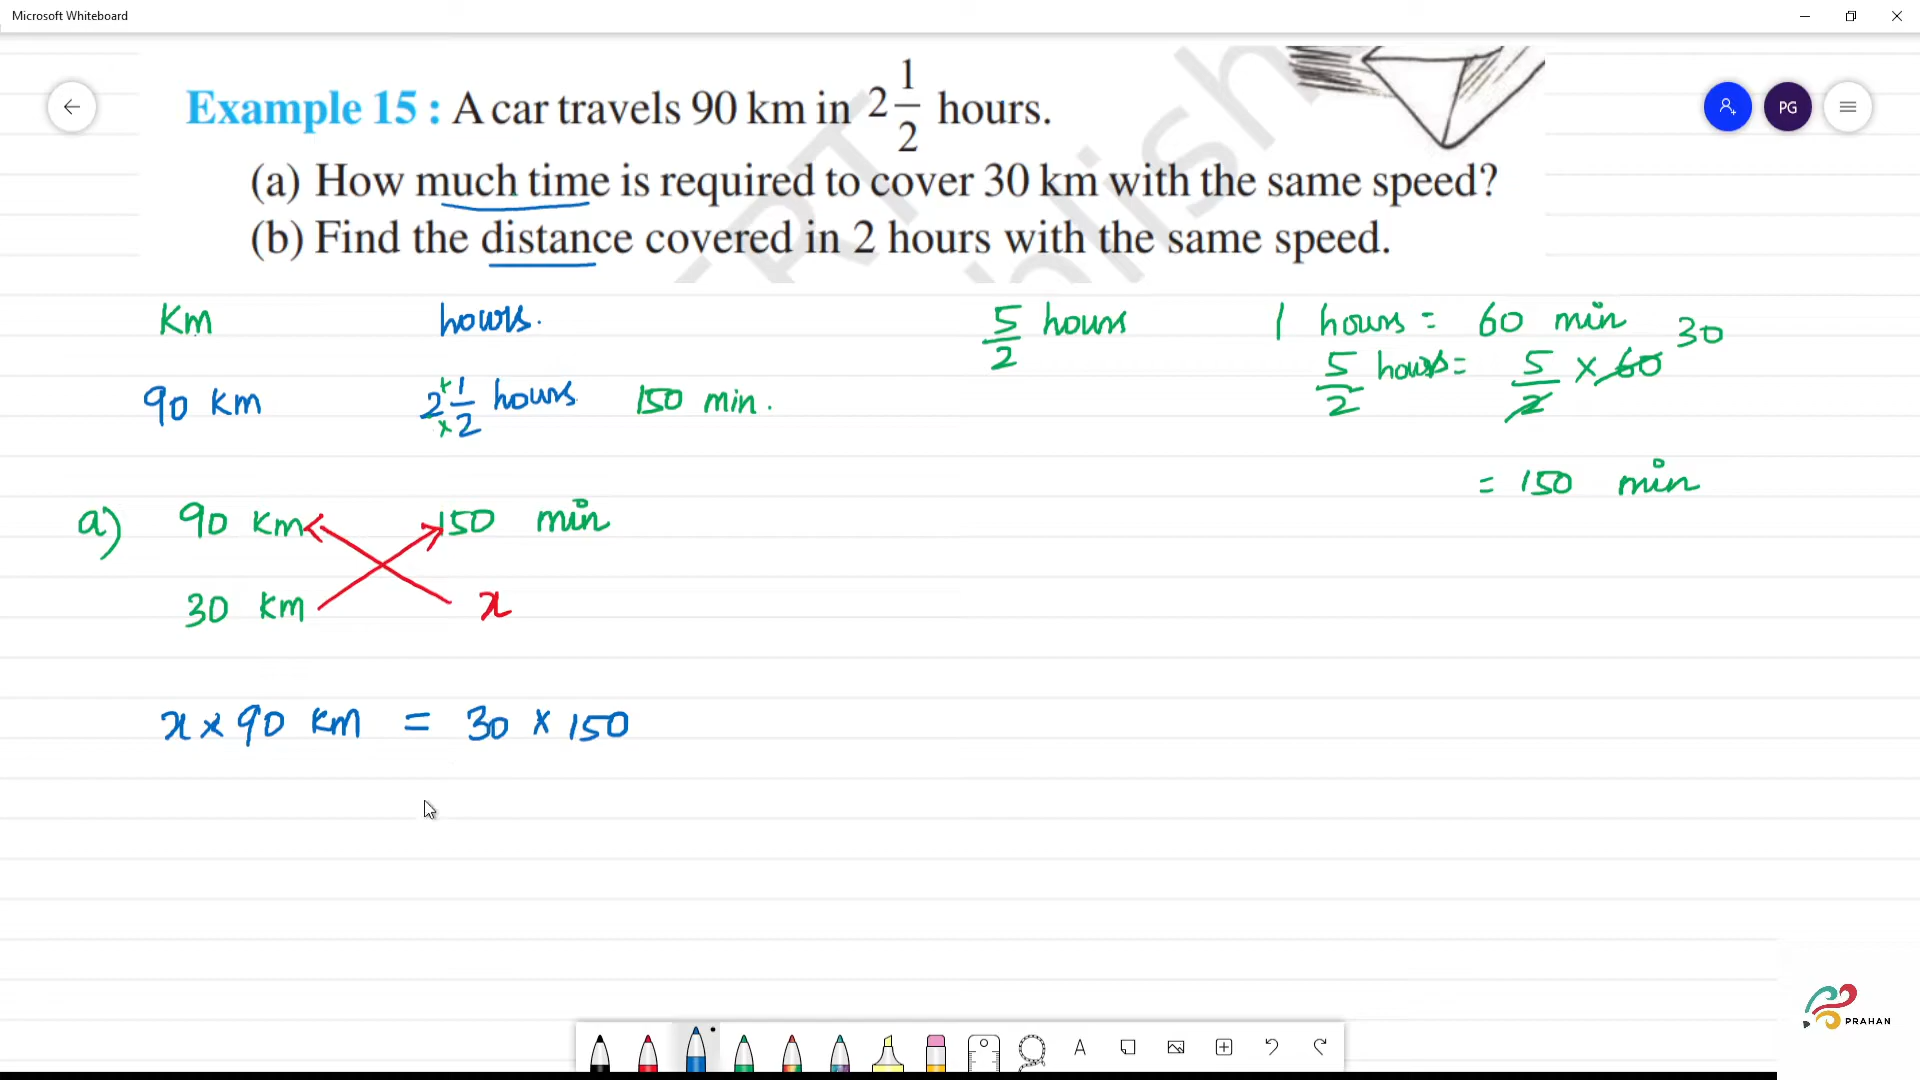 Microsoft Whiteboard
Example 15 : A car travels 90 km in 2 1/2 hours.
PG
(a) How much time is required to cover 30 km with the same speed?
(b) Find the distance covered in 2 hours with the same speed.
Km hours. 5/2 hours 1 hours = 60 min
90 Km 2 1/2 hours 150 min. 5/2 hours = 5/2 × 60 30
= 150 min
a) 90 Km 150 min
30 Km x
x × 90 Km = 30 × 150
PRAHAN
A